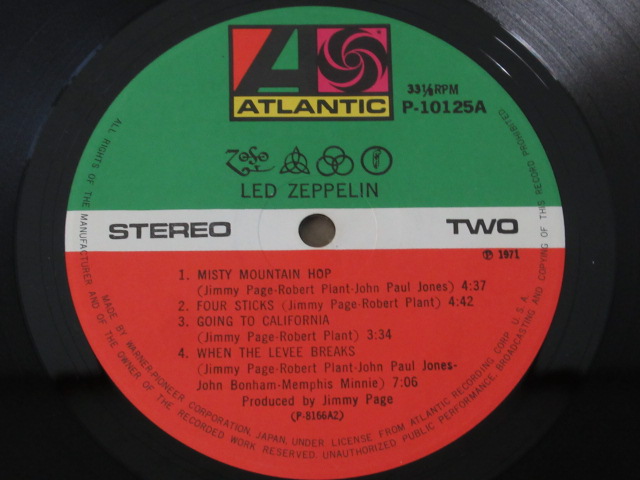 ATLANTIC
33⅓RPM
P-10125A
ZoSo
LED ZEPPELIN
STEREO
TWO
℗ 1971
1. MISTY MOUNTAIN HOP
(Jimmy Page-Robert Plant-John Paul Jones) 4:37
2. FOUR STICKS (Jimmy Page-Robert Plant) 4:42
3. GOING TO CALIFORNIA
(Jimmy Page-Robert Plant) 3:34
4. WHEN THE LEVEE BREAKS
(Jimmy Page-Robert Plant-John Paul Jones-
John Bonham-Memphis Minnie) 7:06
Produced by Jimmy Page
(P-8166A2)
MADE BY WARNER-PIONEER CORPORATION, JAPAN, UNDER LICENSE FROM ATLANTIC RECORDING CORP. U.S.A.
ALL RIGHTS OF THE MANUFACTURER AND OF THE OWNER OF THE RECORDED WORK RESERVED. UNAUTHORIZED PUBLIC PERFORMANCE, BROADCASTING AND COPYING OF THIS RECORD PROHIBITED.